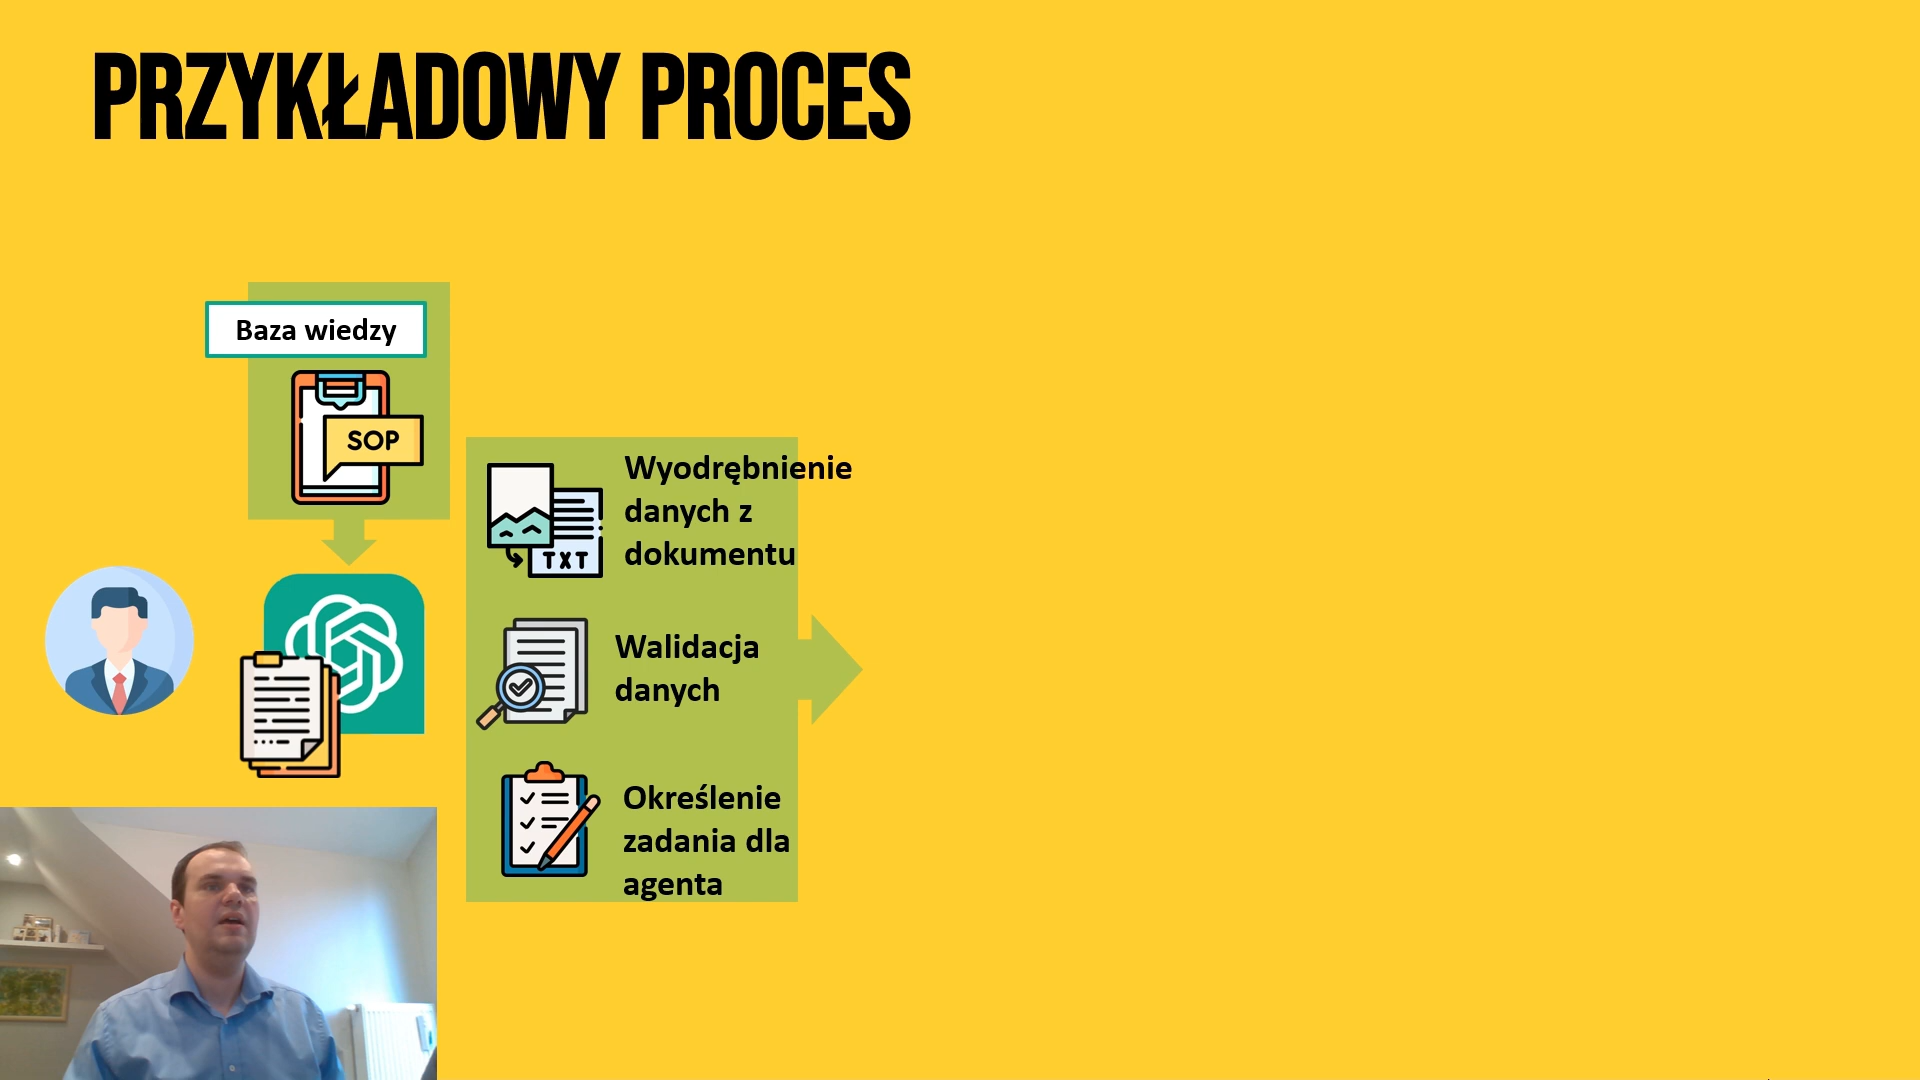 PRZYKŁADOWY PROCES
Baza wiedzy
SOP
Wyodrębnienie
danych z
dokumentu
TXT
Walidacja
danych
Określenie
zadania dla
agenta